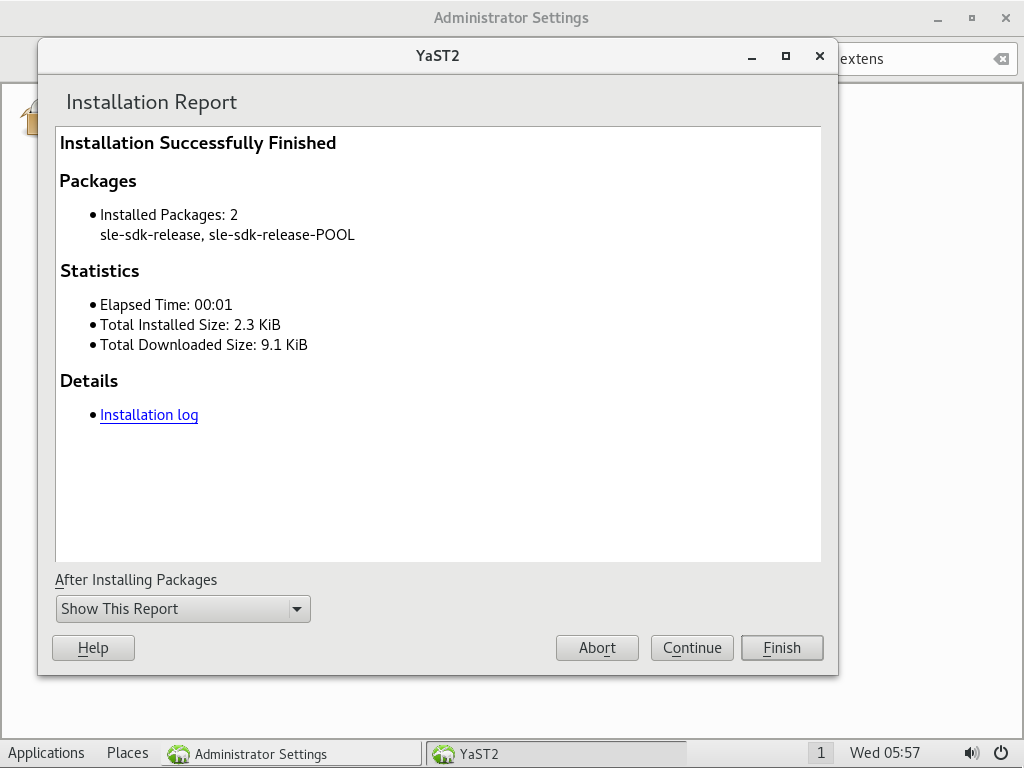 Administrator Settings
YaST2
extens
Installation Report
Installation Successfully Finished
Packages
• Installed Packages: 2
sle-sdk-release, sle-sdk-release-POOL
Statistics
• Elapsed Time: 00:01
• Total Installed Size: 2.3 KiB
• Total Downloaded Size: 9.1 KiB
Details
• Installation log
After Installing Packages
Show This Report
Help Abort Continue Finish
Applications Places Administrator Settings YaST2 1 Wed 05:57